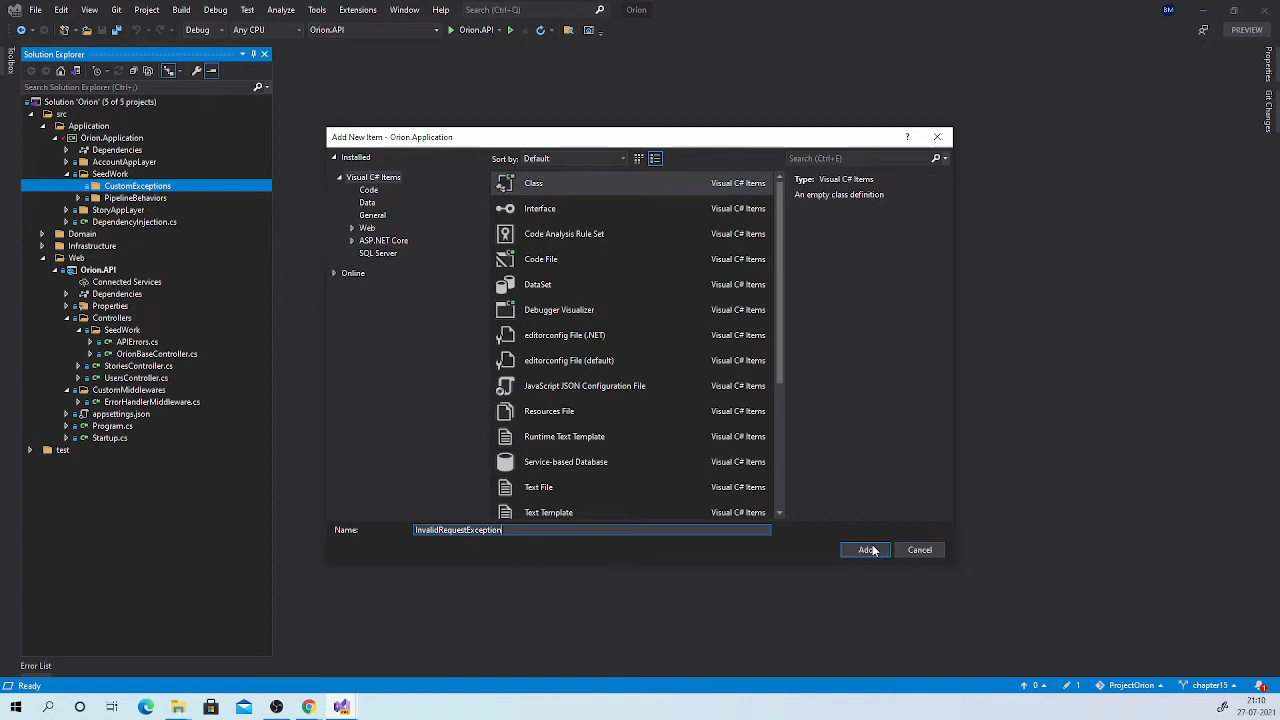 File Edit View Git Project Build Debug Test Analyze Tools Extensions Window Help Search (Ctrl+Q) Orion BM
Debug Any CPU Orion.API Orion.API PREVIEW
Toolbox
Solution Explorer
Search Solution Explorer (Ctrl+;)
Solution 'Orion' (5 of 5 projects)
src
Application
Orion.Application
Dependencies
AccountAppLayer
SeedWork
CustomExceptions
PipelineBehaviors
StoryAppLayer
DependencyInjection.cs
Domain
Infrastructure
Web
Orion.API
Connected Services
Dependencies
Properties
Controllers
SeedWork
APIErrors.cs
OrionBaseController.cs
StoriesController.cs
UsersController.cs
CustomMiddlewares
ErrorHandlerMiddleware.cs
appsettings.json
Program.cs
Startup.cs
test
Add New Item - Orion.Application
?
Installed
Visual C# Items
Code
Data
General
Web
ASP.NET Core
SQL Server
Online
Sort by: Default
Class Visual C# Items
Interface Visual C# Items
Code Analysis Rule Set Visual C# Items
Code File Visual C# Items
DataSet Visual C# Items
Debugger Visualizer Visual C# Items
editorconfig File (.NET) Visual C# Items
editorconfig File (default) Visual C# Items
JavaScript JSON Configuration File Visual C# Items
Resources File Visual C# Items
Runtime Text Template Visual C# Items
Service-based Database Visual C# Items
Text File Visual C# Items
Text Template Visual C# Items
Search (Ctrl+E)
Type: Visual C# Items
An empty class definition
Name: InvalidRequestException
Add Cancel
Properties
Git Changes
Error List
Ready 0 1 ProjectOrion chapter15 1
21:10
27-07-2021